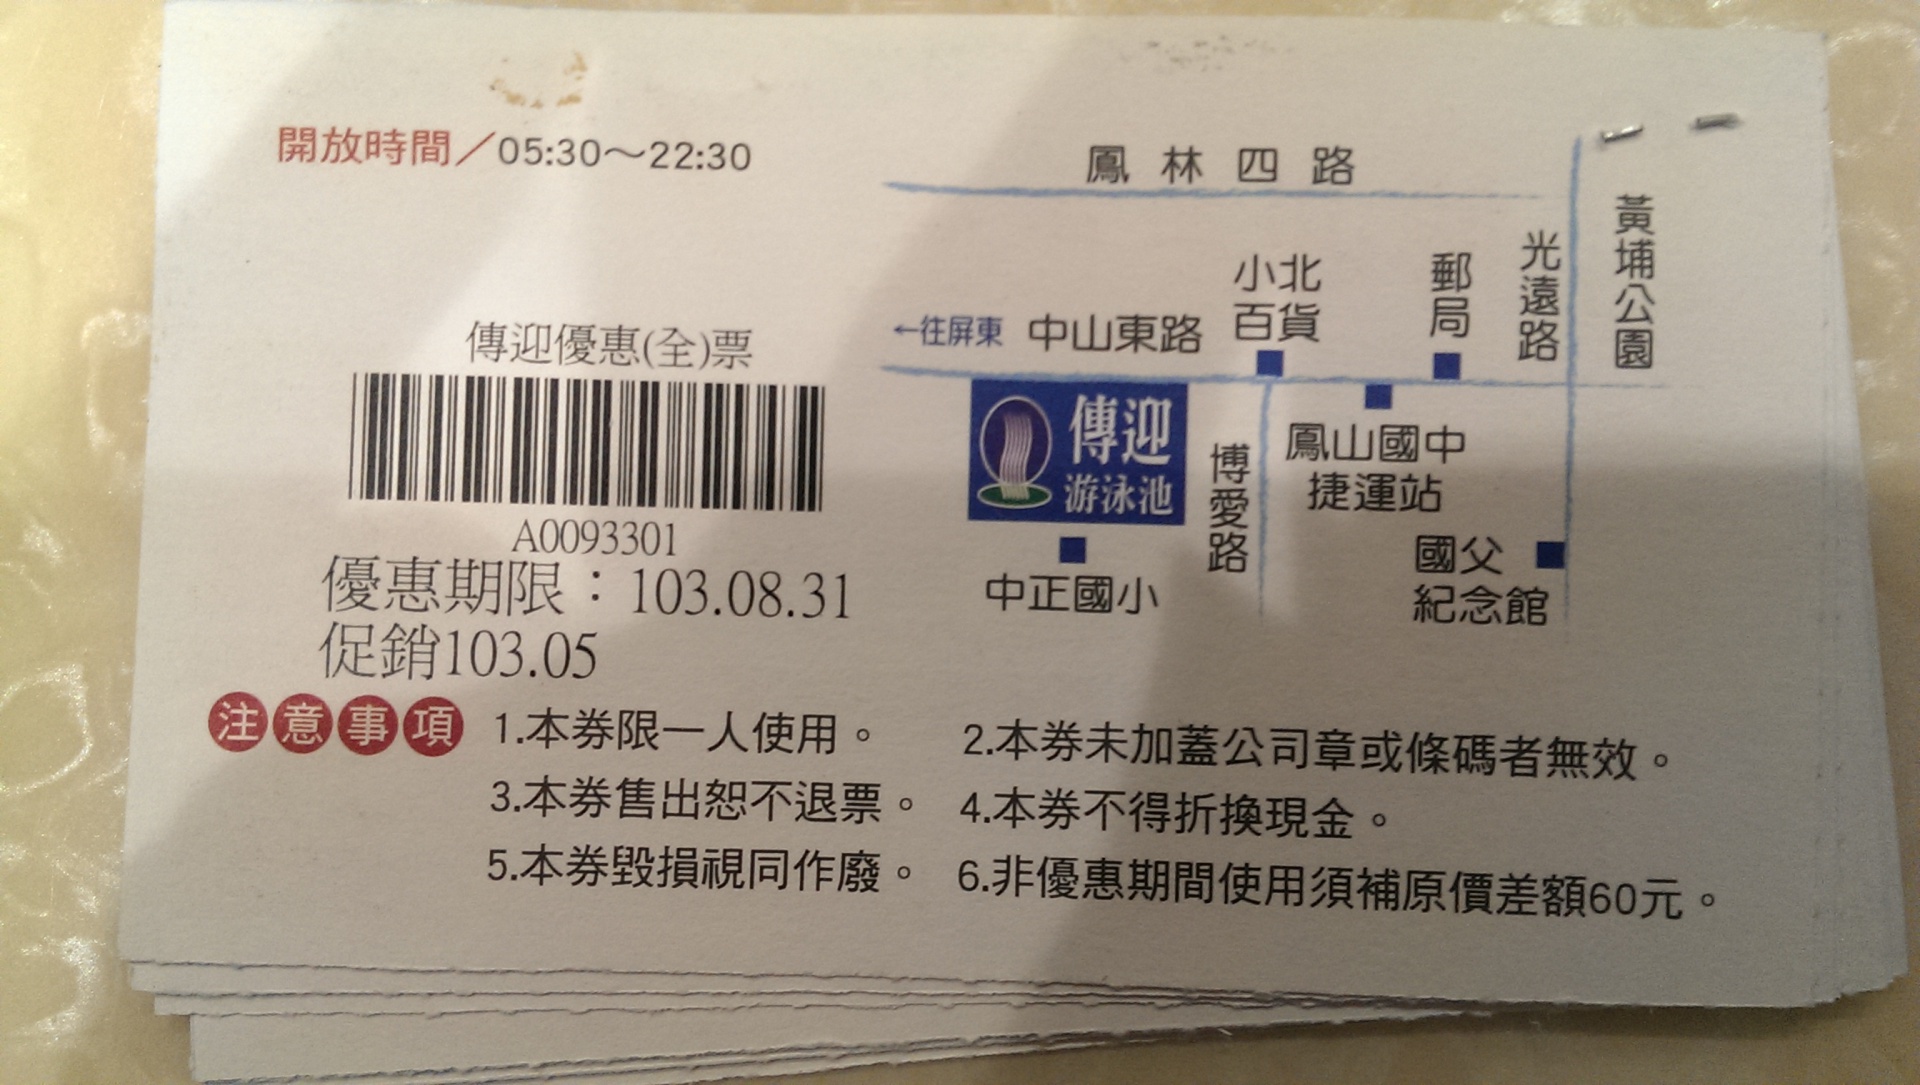 開放時間／05:30～22:30
傳迎優惠(全)票
A0093301
優惠期限：103.08.31
促銷103.05
鳳林四路
黃埔公園
光遠路
郵局
小北
百貨
←往屏東 中山東路
傳迎
游泳池
博愛路
鳳山國中
捷運站
中正國小
國父
紀念館
注意事項 1.本券限一人使用。 2.本券未加蓋公司章或條碼者無效。
3.本券售出恕不退票。 4.本券不得折換現金。
5.本券毀損視同作廢。 6.非優惠期間使用須補原價差額60元。